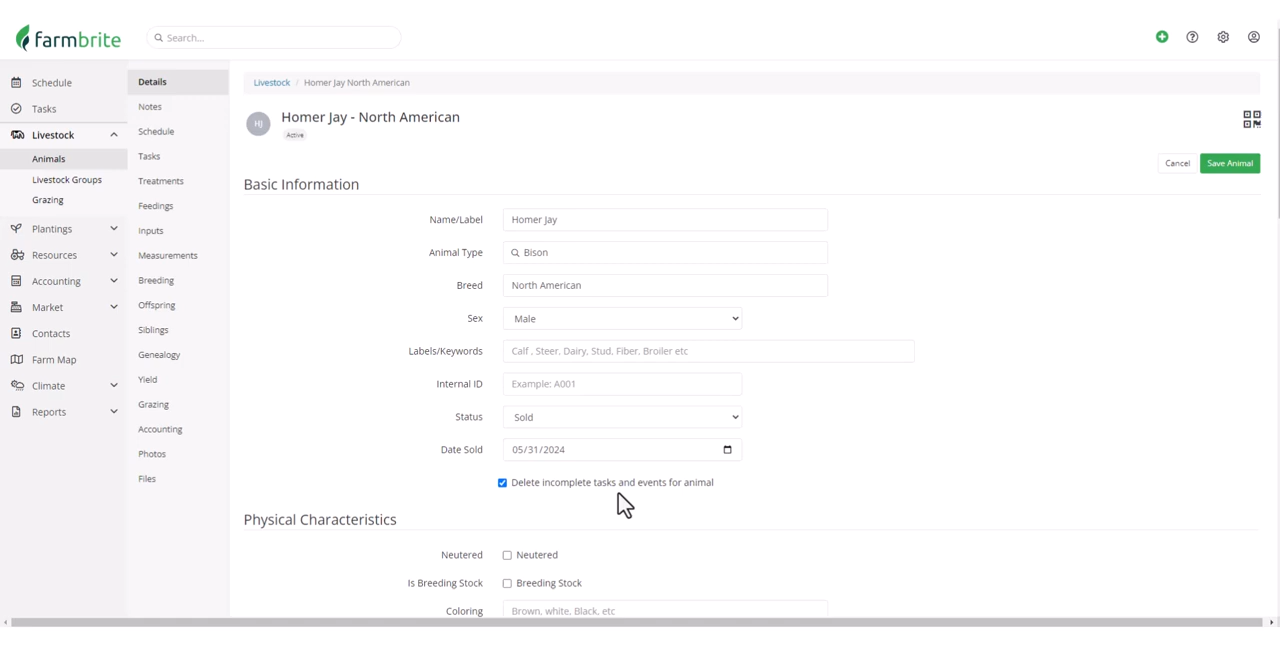 farmbrite
Search...
Schedule
Tasks
Livestock
Animals
Livestock Groups
Grazing
Plantings
Resources
Accounting
Market
Contacts
Farm Map
Climate
Reports
Details
Notes
Schedule
Tasks
Treatments
Feedings
Inputs
Measurements
Breeding
Offspring
Siblings
Genealogy
Yield
Grazing
Accounting
Photos
Files
Livestock / Homer Jay North American
HJ
Homer Jay - North American
Active
Cancel
Save Animal
Basic Information
Name/Label Homer Jay
Animal Type Bison
Breed North American
Sex Male
Labels/Keywords Calf , Steer, Dairy, Stud, Fiber, Broiler etc
Internal ID Example: A001
Status Sold
Date Sold 05/31/2024
Delete incomplete tasks and events for animal
Physical Characteristics
Neutered Neutered
Is Breeding Stock Breeding Stock
Coloring Brown, white, Black, etc